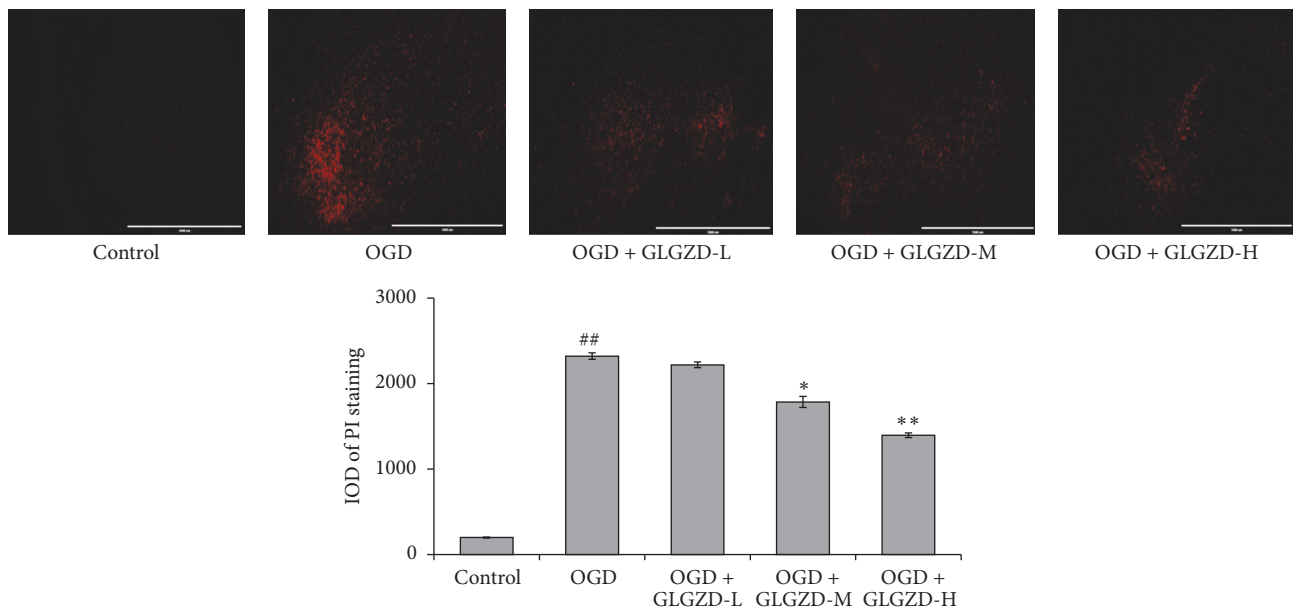 Control
OGD
OGD + GLGZD-L
OGD + GLGZD-M
OGD + GLGZD-H
IOD of PI staining
3000
2000
1000
0
##
*
**
Control
OGD
OGD +
GLGZD-L
OGD +
GLGZD-M
OGD +
GLGZD-H